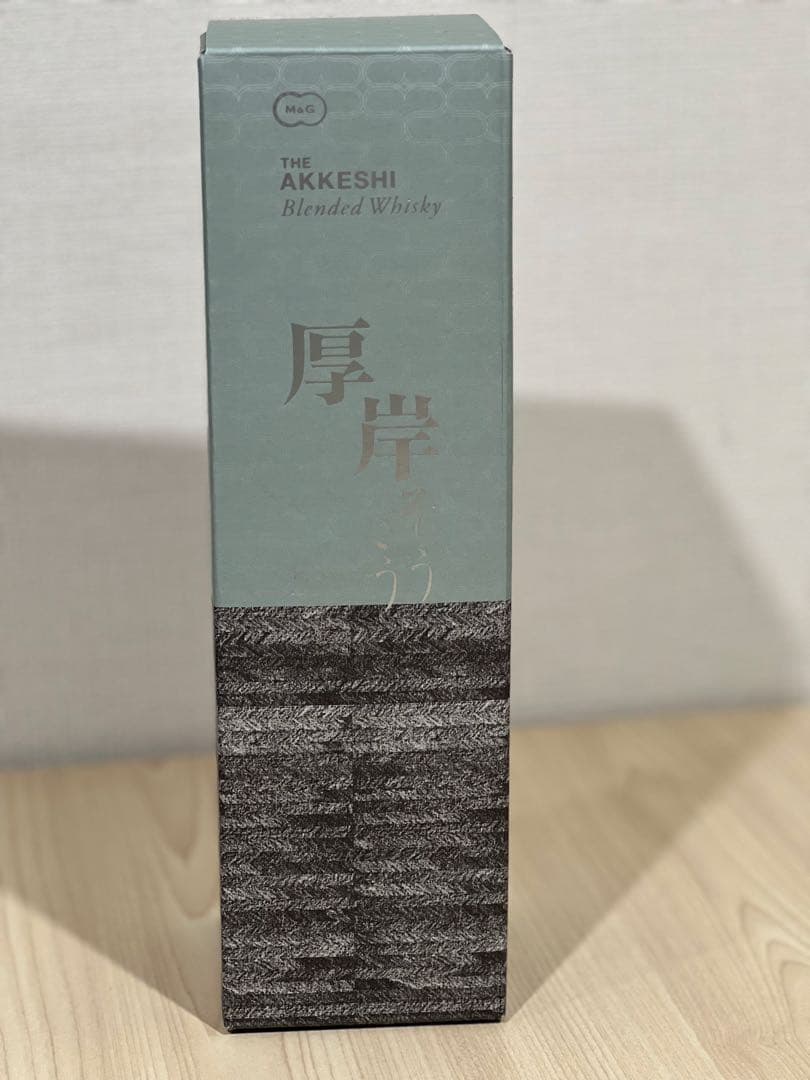 M&G
THE
AKKESHI
Blended Whisky
厚岸